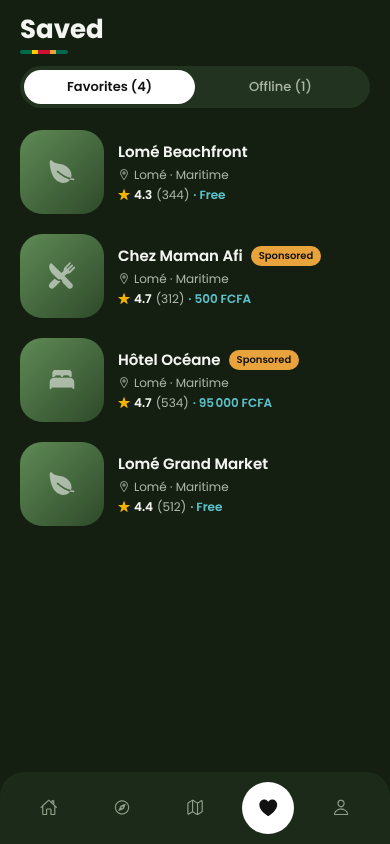 Saved
Favorites (4)
Offline (1)
Lomé Beachfront
Lomé · Maritime
4.3 (344) · Free
Chez Maman Afi Sponsored
Lomé · Maritime
4.7 (312) · 500 FCFA
Hôtel Océane Sponsored
Lomé · Maritime
4.7 (534) · 95 000 FCFA
Lomé Grand Market
Lomé · Maritime
4.4 (512) · Free